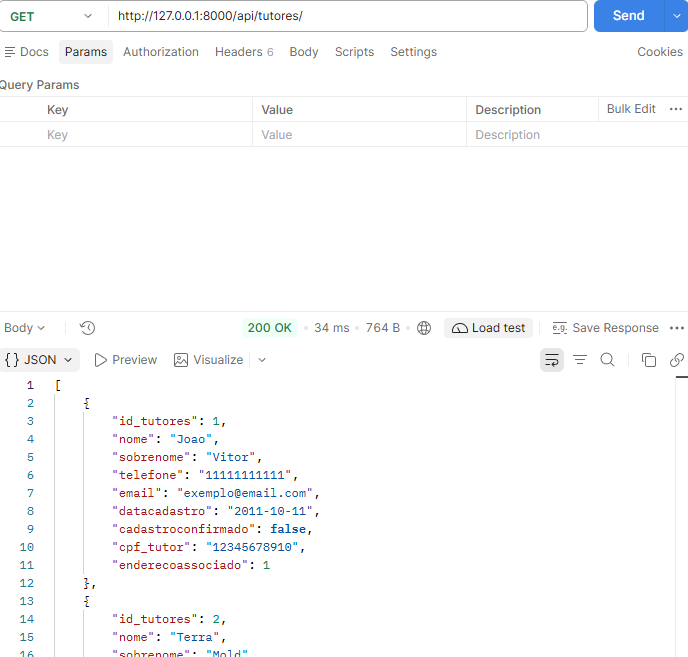 GET http://127.0.0.1:8000/api/tutores/ Send
Docs Params Authorization Headers 6 Body Scripts Settings Cookies
Query Params
Key Value Description Bulk Edit
Key Value Description
Body 200 OK 34 ms 764 B Load test e.g. Save Response
{} JSON Preview Visualize
1 [
2 {
3 "id_tutores": 1,
4 "nome": "Joao",
5 "sobrenome": "Vitor",
6 "telefone": "11111111111",
7 "email": "exemplo@email.com",
8 "datacadastro": "2011-10-11",
9 "cadastroconfirmado": false,
10 "cpf_tutor": "12345678910",
11 "enderecoassociado": 1
12 },
13 {
14 "id_tutores": 2,
15 "nome": "Terra",
16 "sobrenome": "Mold"